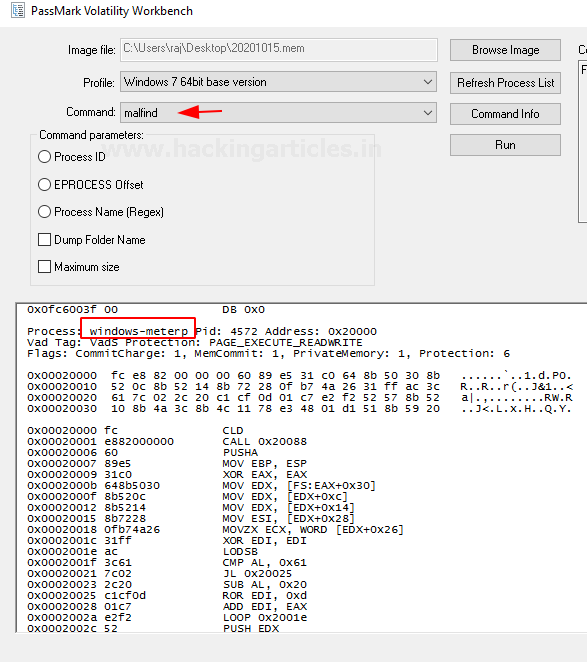 PassMark Volatility Workbench
Image file: C:\Users\raj\Desktop\20201015.mem Browse Image Co
Profile: Windows 7 64bit base version Refresh Process List
Command: malfind Command Info
Command parameters: Run
www.hackingarticles.in
Process ID
EPROCESS Offset
Process Name (Regex)
Dump Folder Name
Maximum size
0x0fc6003f 00 DB 0x0
Process: windows-meterp Pid: 4572 Address: 0x20000
Vad Tag: VadS Protection: PAGE_EXECUTE_READWRITE
Flags: CommitCharge: 1, MemCommit: 1, PrivateMemory: 1, Protection: 6
0x00020000 fc e8 82 00 00 00 60 89 e5 31 c0 64 8b 50 30 8b ......`..1.d.P0.
0x00020010 52 0c 8b 52 14 8b 72 28 0f b7 4a 26 31 ff ac 3c R..R..r(..J&1..<
0x00020020 61 7c 02 2c 20 c1 cf 0d 01 c7 e2 f2 52 57 8b 52 a|.,........RW.R
0x00020030 10 8b 4a 3c 8b 4c 11 78 e3 48 01 d1 51 8b 59 20 ..J<.L.x.H..Q.Y.
0x00020000 fc CLD
0x00020001 e882000000 CALL 0x20088
0x00020006 60 PUSHA
0x00020007 89e5 MOV EBP, ESP
0x00020009 31c0 XOR EAX, EAX
0x0002000b 648b5030 MOV EDX, [FS:EAX+0x30]
0x0002000f 8b520c MOV EDX, [EDX+0xc]
0x00020012 8b5214 MOV EDX, [EDX+0x14]
0x00020015 8b7228 MOV ESI, [EDX+0x28]
0x00020018 0fb74a26 MOVZX ECX, WORD [EDX+0x26]
0x0002001c 31ff XOR EDI, EDI
0x0002001e ac LODSB
0x0002001f 3c61 CMP AL, 0x61
0x00020021 7c02 JL 0x20025
0x00020023 2c20 SUB AL, 0x20
0x00020025 c1cf0d ROR EDI, 0xd
0x00020028 01c7 ADD EDI, EAX
0x0002002a e2f2 LOOP 0x2001e
0x0002002c 52 PUSH EDX